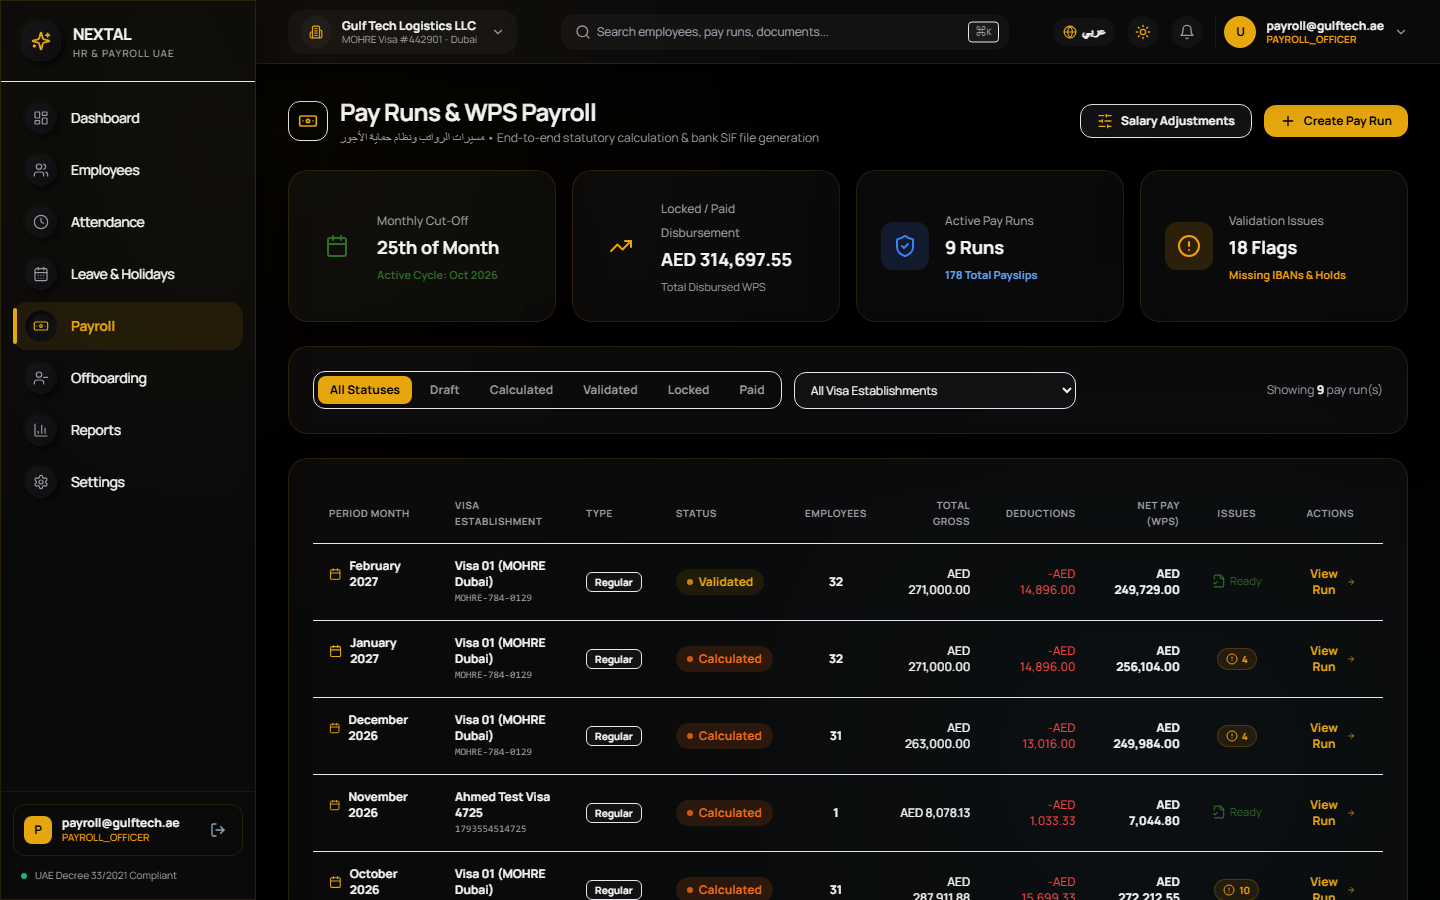 NEXTAL
HR & PAYROLL UAE
Gulf Tech Logistics LLC
MOHRE Visa #442901 - Dubai
Search employees, pay runs, documents...
⌘K
عربي
U
payroll@gulftech.ae
PAYROLL_OFFICER
Dashboard
Employees
Attendance
Leave & Holidays
Payroll
Offboarding
Reports
Settings
P
payroll@gulftech.ae
PAYROLL_OFFICER
UAE Decree 33/2021 Compliant
Pay Runs & WPS Payroll
مسيرات الرواتب ونظام حماية الأجور • End-to-end statutory calculation & bank SIF file generation
Salary Adjustments
Create Pay Run
Monthly Cut-Off
25th of Month
Active Cycle: Oct 2026
Locked / Paid
Disbursement
AED 314,697.55
Total Disbursed WPS
Active Pay Runs
9 Runs
178 Total Payslips
Validation Issues
18 Flags
Missing IBANs & Holds
All Statuses
Draft
Calculated
Validated
Locked
Paid
All Visa Establishments
Showing 9 pay run(s)
PERIOD MONTH
VISA
ESTABLISHMENT
TYPE
STATUS
EMPLOYEES
TOTAL
GROSS
DEDUCTIONS
NET PAY
(WPS)
ISSUES
ACTIONS
February
2027
Visa 01 (MOHRE
Dubai)
MOHRE-784-0129
Regular
Validated
32
AED
271,000.00
-AED
14,896.00
AED
249,729.00
Ready
View
Run
January
2027
Visa 01 (MOHRE
Dubai)
MOHRE-784-0129
Regular
Calculated
32
AED
271,000.00
-AED
14,896.00
AED
256,104.00
4
View
Run
December
2026
Visa 01 (MOHRE
Dubai)
MOHRE-784-0129
Regular
Calculated
31
AED
263,000.00
-AED
13,016.00
AED
249,984.00
4
View
Run
November
2026
Ahmed Test Visa
4725
1793554514725
Regular
Calculated
1
AED 8,078.13
-AED
1,033.33
AED
7,044.80
Ready
View
Run
October
2026
Visa 01 (MOHRE
Dubai)
Regular
Calculated
31
AED
287,911.88
-AED
15,699.33
AED
272,212.55
10
View
Run